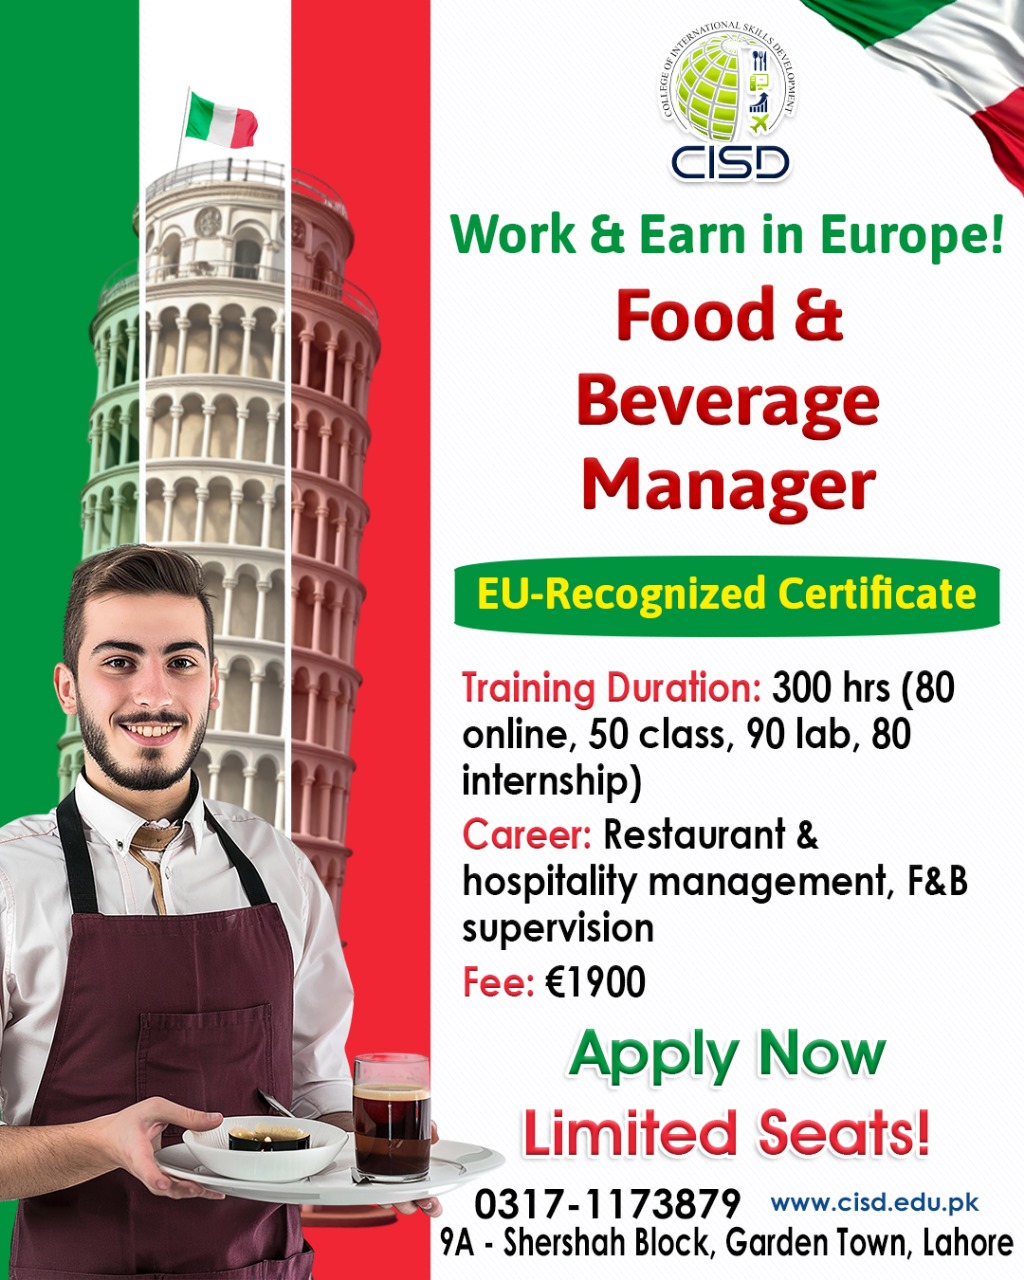 COLLEGE OF INTERNATIONAL SKILLS DEVELOPMENT
CISD
Work & Earn in Europe!
Food &
Beverage
Manager
EU-Recognized Certificate
Training Duration: 300 hrs (80
online, 50 class, 90 lab, 80
internship)
Career: Restaurant &
hospitality management, F&B
supervision
Fee: €1900
Apply Now
Limited Seats!
0317-1173879 www.cisd.edu.pk
9A - Shershah Block, Garden Town, Lahore